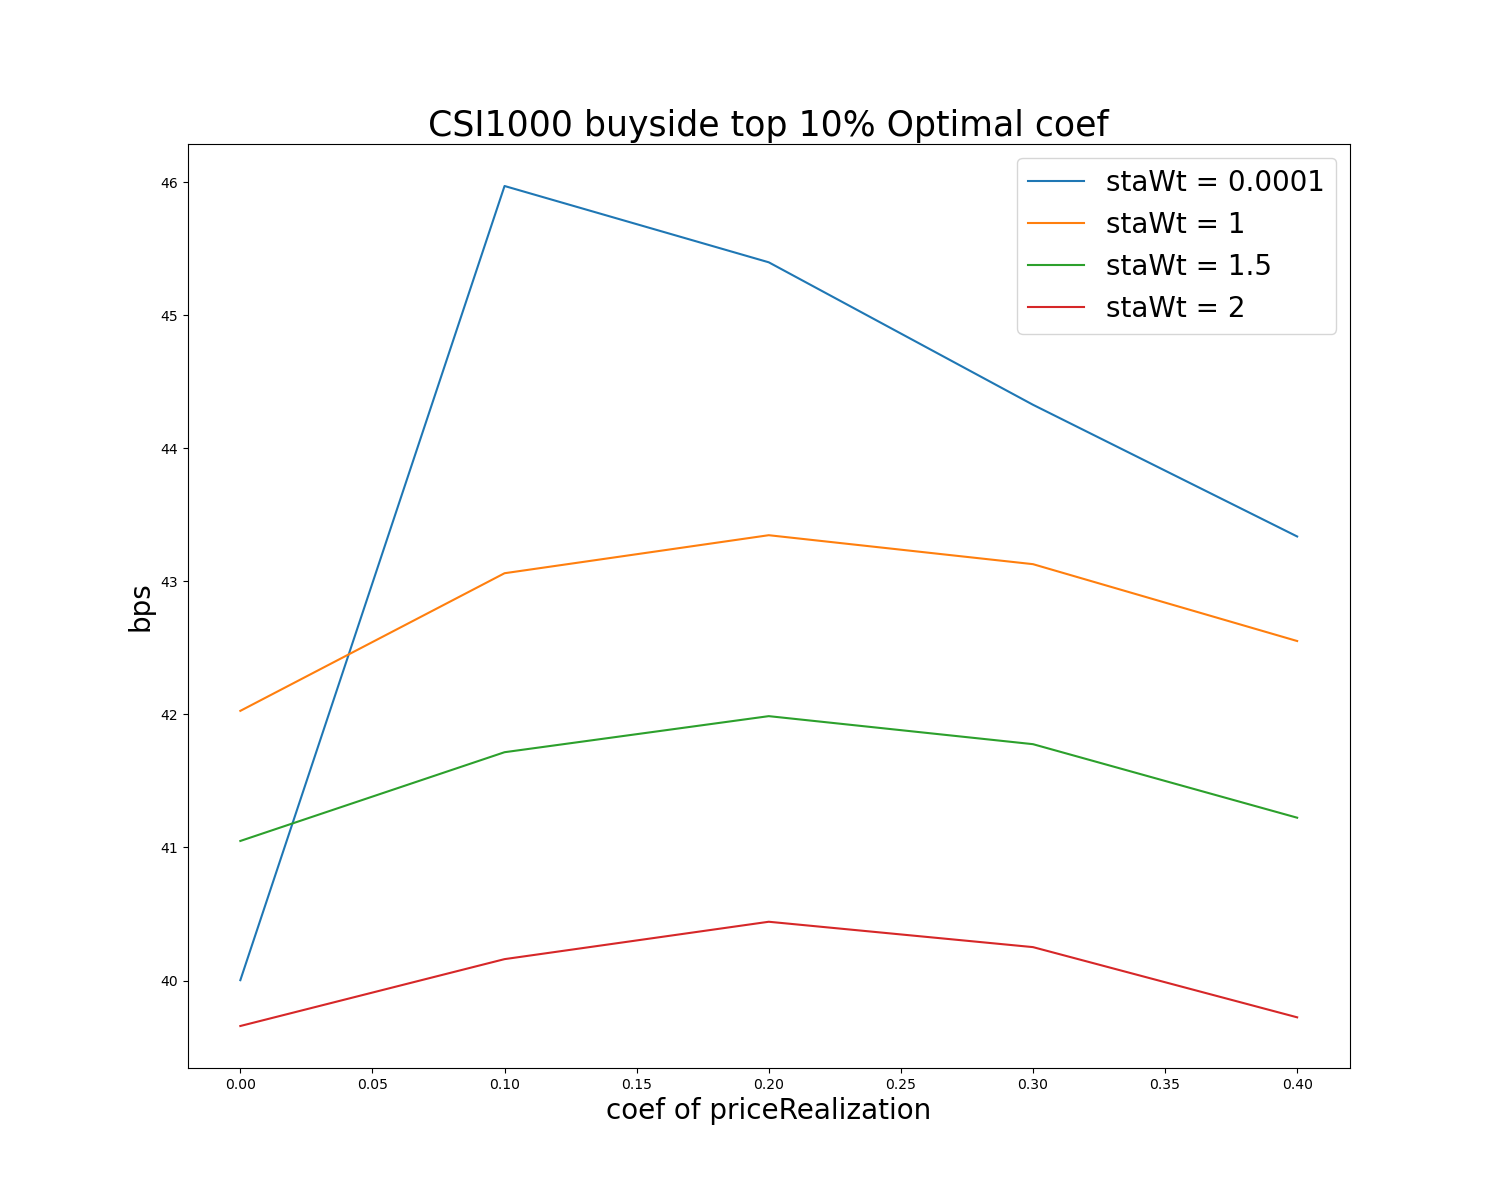 CSI1000 buyside top 10% Optimal coef
staWt = 0.0001
staWt = 1
staWt = 1.5
staWt = 2
46
45
44
43
42
41
40
bps
0.00 0.05 0.10 0.15 0.20 0.25 0.30 0.35 0.40
coef of priceRealization